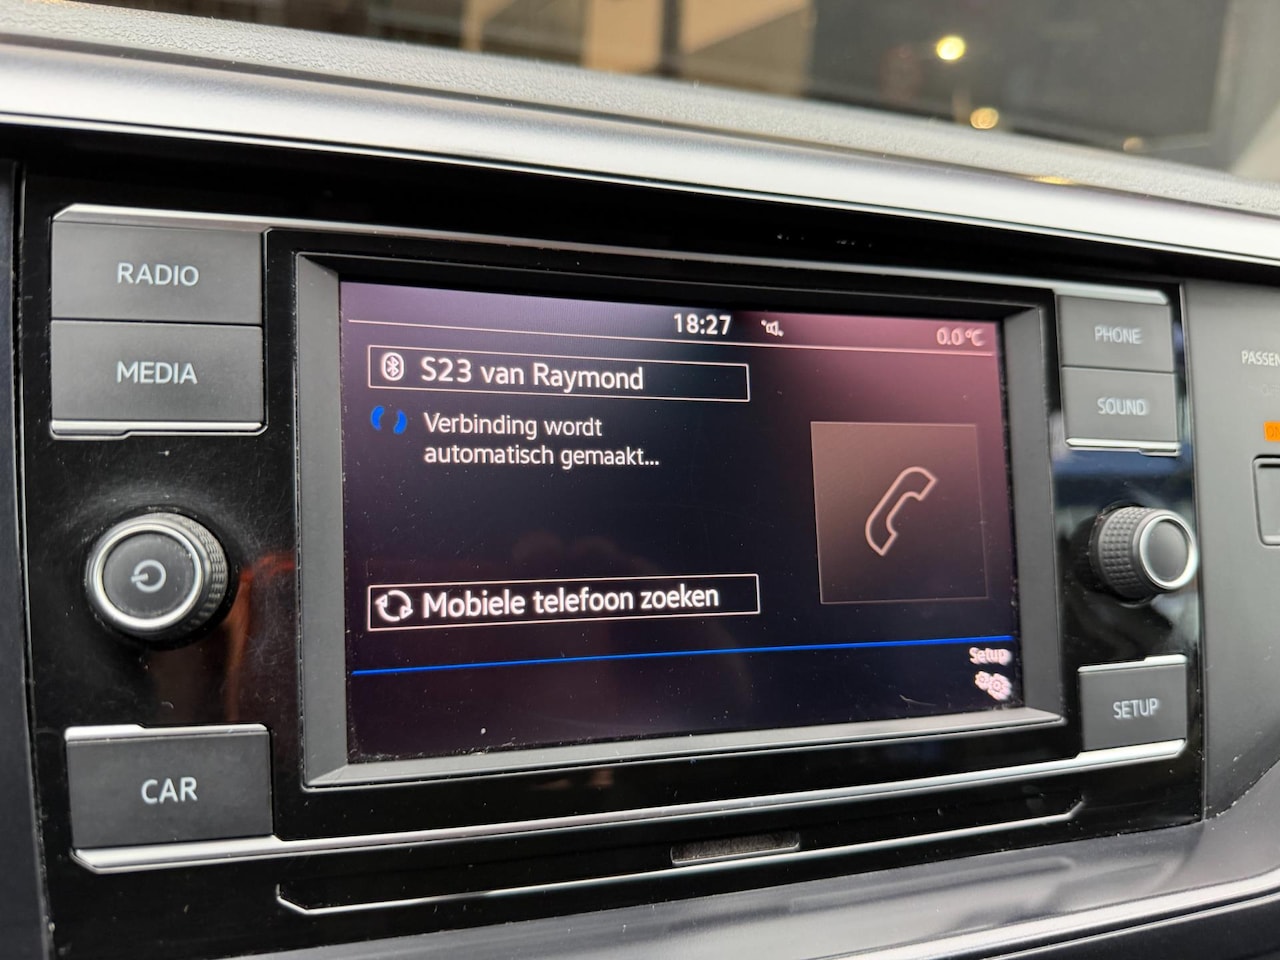 RADIO
MEDIA
CAR
18:27
0.0 °C
S23 van Raymond
Verbinding wordt
automatisch gemaakt...
Mobiele telefoon zoeken
Setup
PHONE
SOUND
SETUP
PASSEN